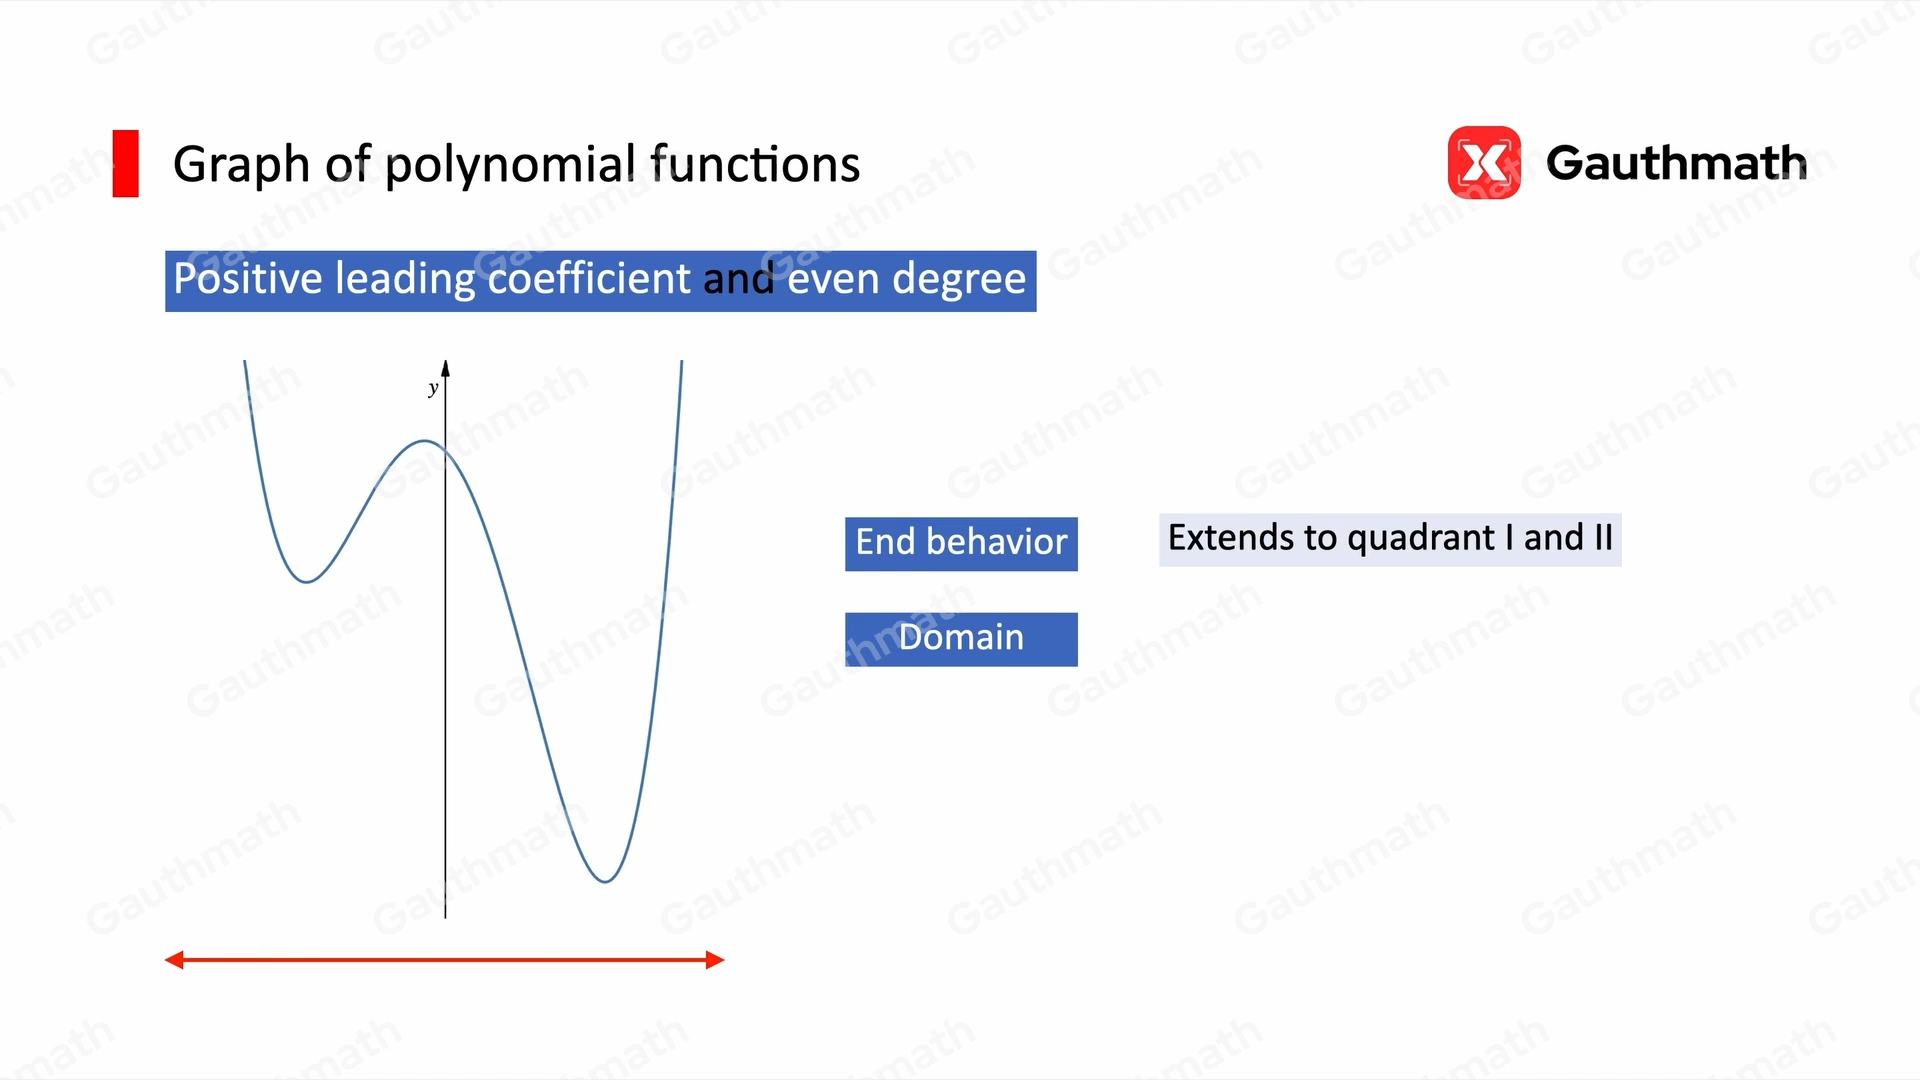 Graph of polynomial functions
Gauthmath
Positive leading coefficient and even degree
y
End behavior
Extends to quadrant I and II
Domain